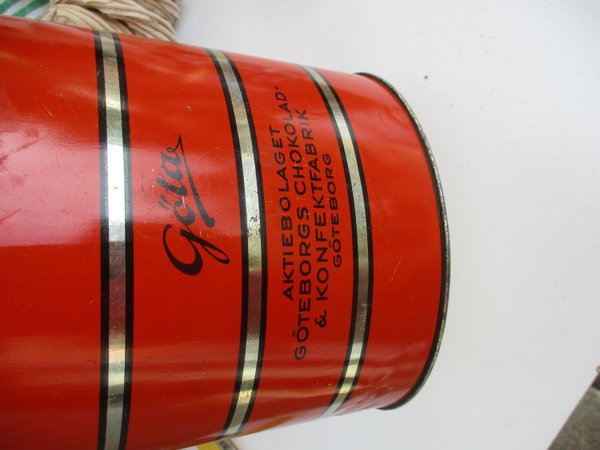 Göta
AKTIEBOLAGET
GÖTEBORGS CHOKOLAD-
& KONFEKTFABRIK
GÖTEBORG